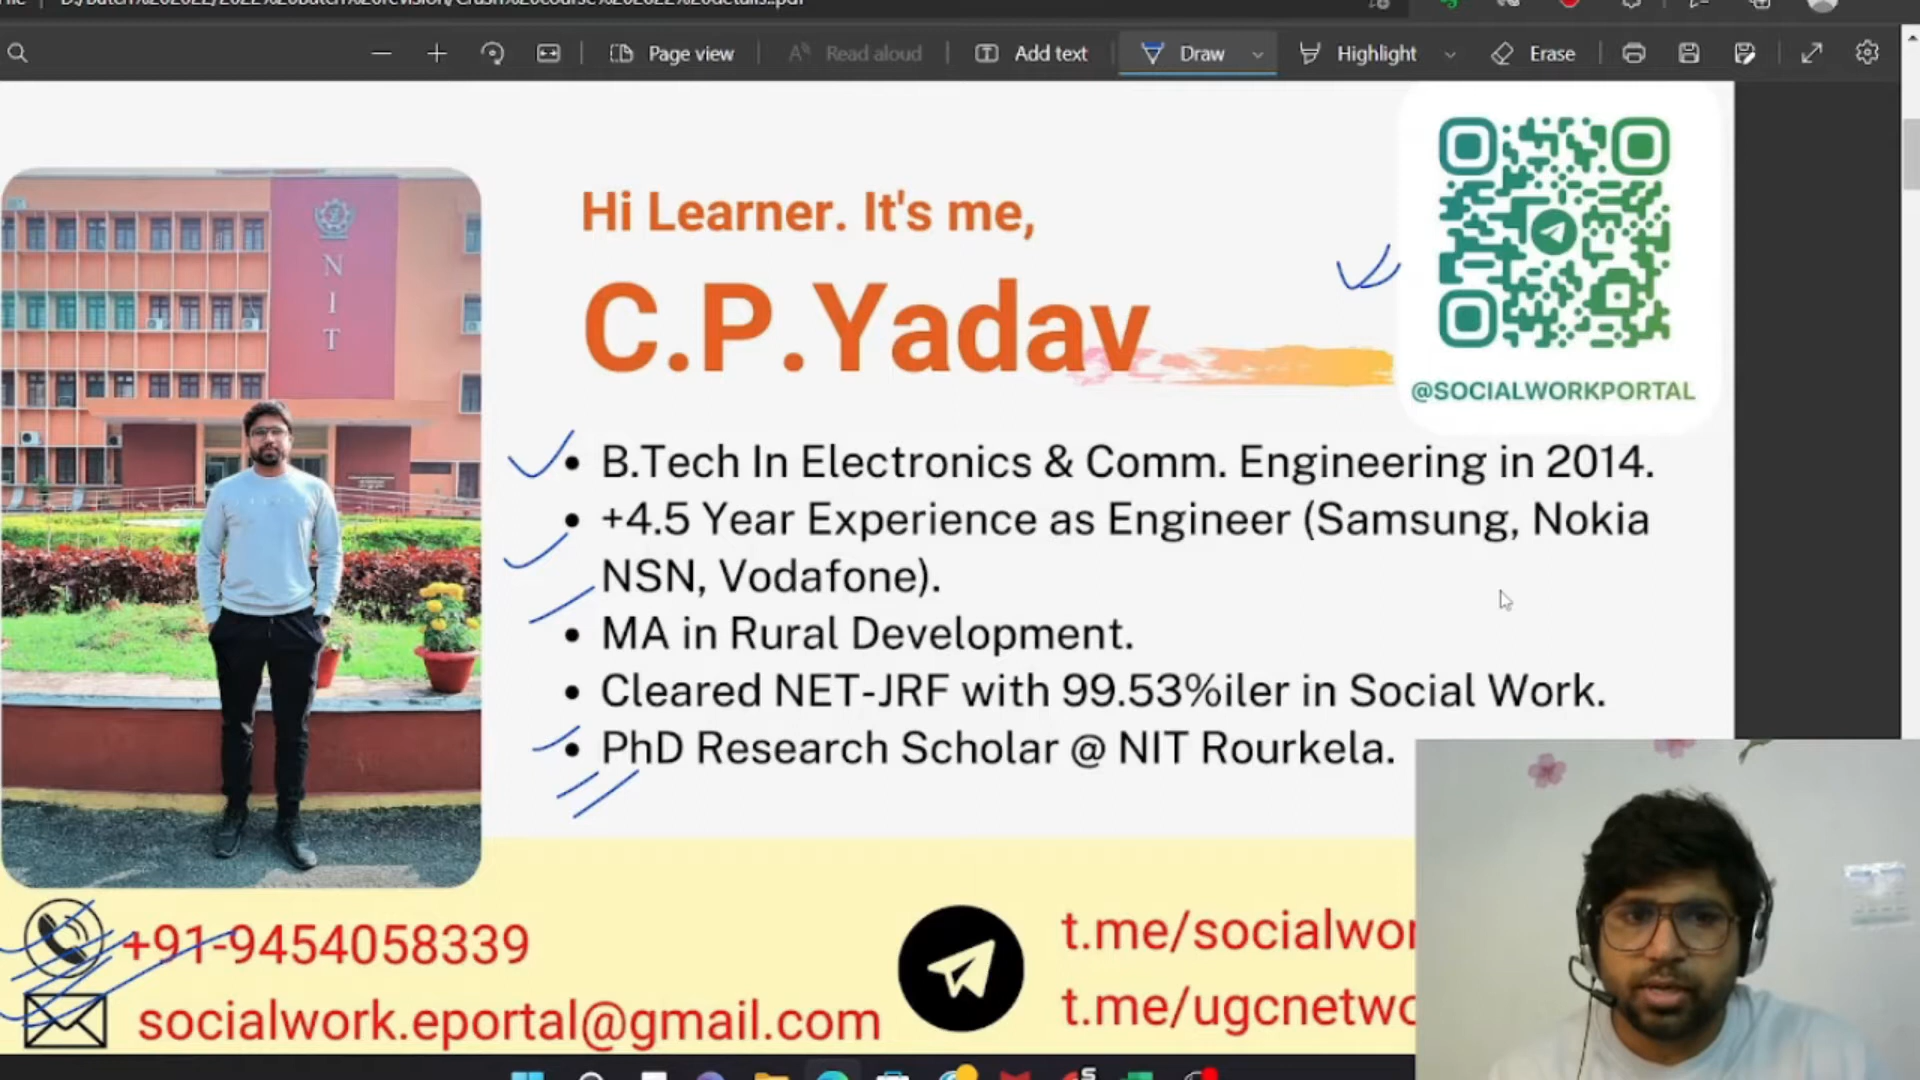 Page view
Read aloud
Add text
Draw
Highlight
Erase
NIT
Hi Learner. It's me,
C.P.Yadav
@SOCIALWORKPORTAL
• B.Tech In Electronics & Comm. Engineering in 2014.
• +4.5 Year Experience as Engineer (Samsung, Nokia
NSN, Vodafone).
• MA in Rural Development.
• Cleared NET-JRF with 99.53%iler in Social Work.
• PhD Research Scholar @ NIT Rourkela.
+91-9454058339
socialwork.eportal@gmail.com
t.me/socialwor
t.me/ugcnetwo